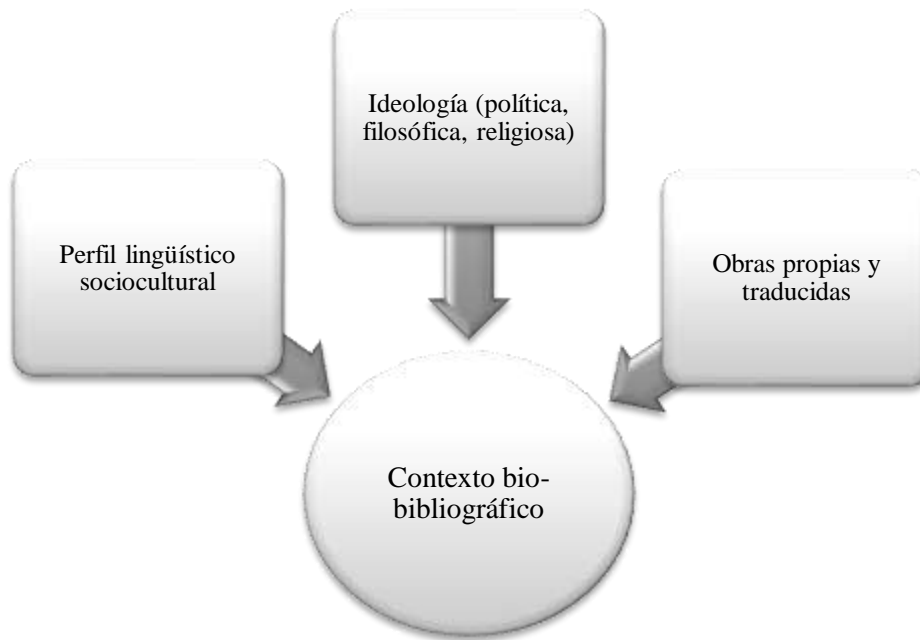 Ideología (política,
filosófica, religiosa)
Perfil lingüístico
sociocultural
Obras propias y
traducidas
Contexto bio-
bibliográfico